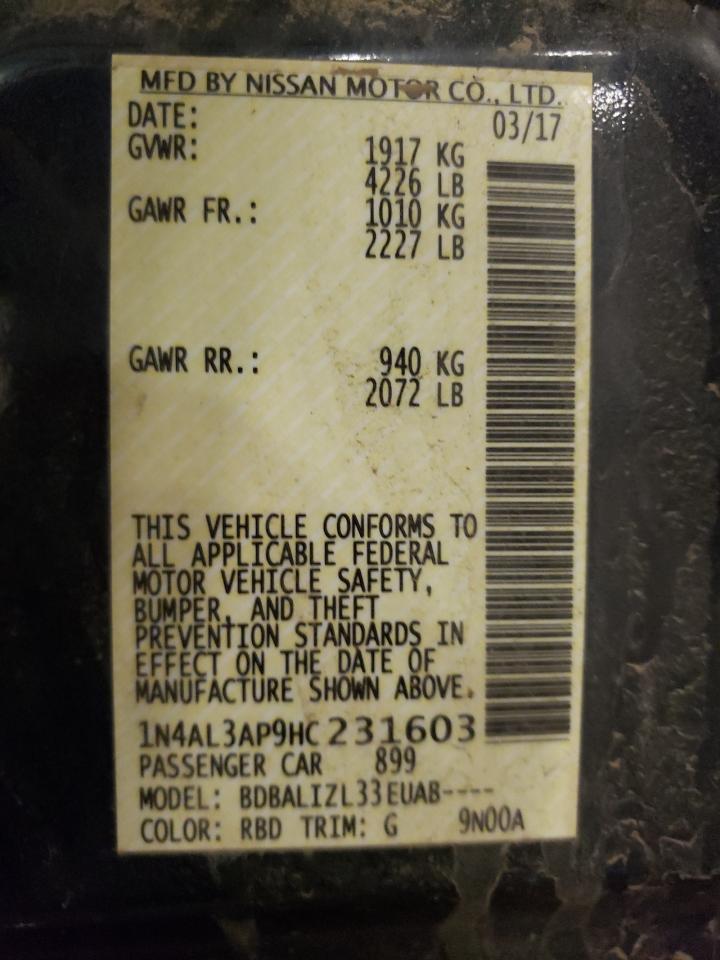 MFD BY NISSAN MOTOR CO., LTD.
DATE: 03/17
GVWR: 1917 KG
4226 LB
GAWR FR.: 1010 KG
2227 LB
GAWR RR.: 940 KG
2072 LB
THIS VEHICLE CONFORMS TO
ALL APPLICABLE FEDERAL
MOTOR VEHICLE SAFETY,
BUMPER, AND THEFT
PREVENTION STANDARDS IN
EFFECT ON THE DATE OF
MANUFACTURE SHOWN ABOVE.
1N4AL3AP9HC231603
PASSENGER CAR 899
MODEL: BDBALIZL33EUAB----
COLOR: RBD TRIM: G 9N00A